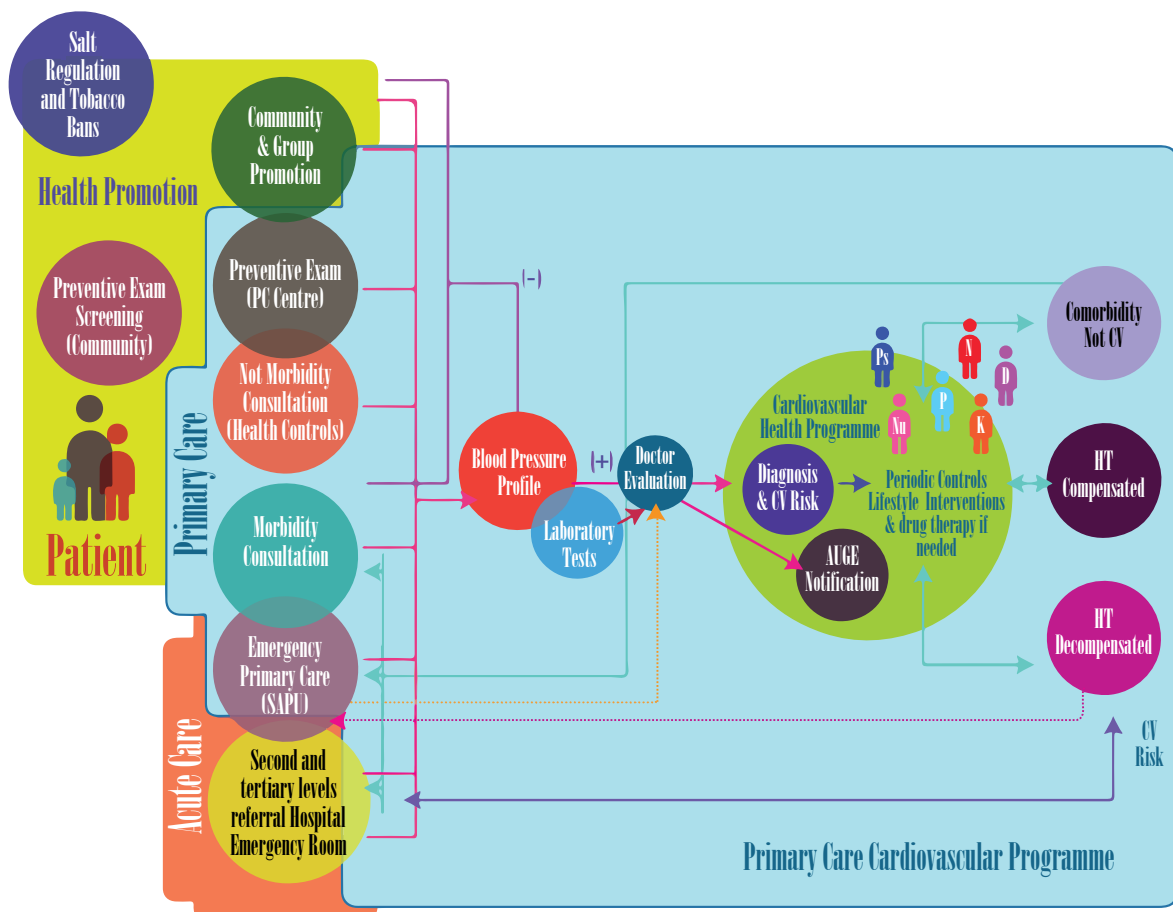 Salt
Regulation
and Tobacco
Bans
Health Promotion
Community
& Group
Promotion
Preventive Exam
Screening
(Community)
Preventive Exam
(PC Centre)
Not Morbidity
Consultation
(Health Controls)
Patient
Primary Care
Morbidity
Consultation
Emergency
Primary Care
(SAPU)
Acute Care
Second and
tertiary levels
referral Hospital
Emergency Room
(-)
Blood Pressure
Profile
(+)
Laboratory
Tests
Doctor
Evaluation
Cardiovascular
Health Programme
Ps
N
D
P
Nu
K
Diagnosis
& CV Risk
Periodic Controls
Lifestyle Interventions
& drug therapy if
needed
AUGE
Notification
Comorbidity
Not CV
HT
Compensated
HT
Decompensated
CV
Risk
Primary Care Cardiovascular Programme